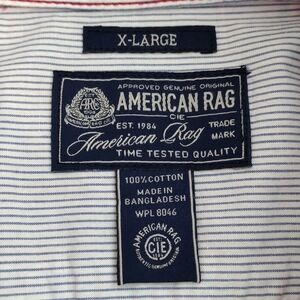 X-LARGE
APPROVED GENUINE ORIGINAL
AMERICAN RAG
CIE
EST. 1984
TRADE MARK
American Rag
TIME TESTED QUALITY
ARC
100% COTTON
MADE IN
BANGLADESH
WPL 8046
AMERICAN RAG
CIE